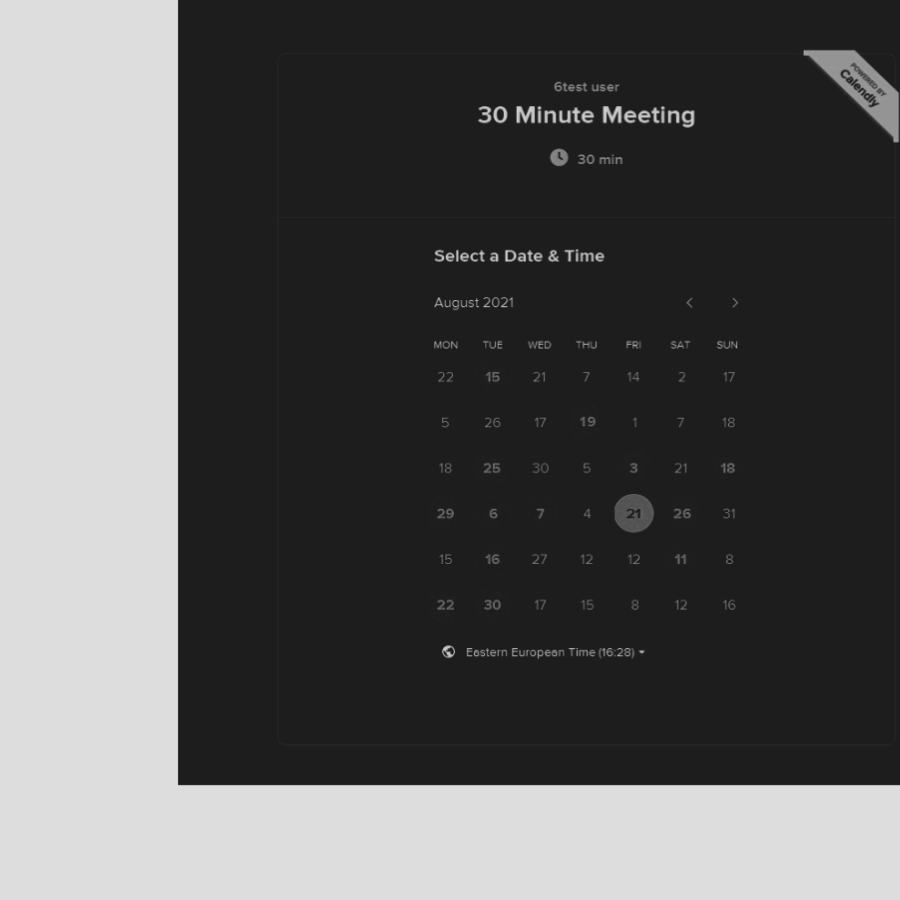 POWERED BY
Calendly
6test user
30 Minute Meeting
30 min
Select a Date & Time
August 2021
MON TUE WED THU FRI SAT SUN
22 15 21 7 14 2 17
5 26 17 19 1 7 18
18 25 30 5 3 21 18
29 6 7 4 21 26 31
15 16 27 12 12 11 8
22 30 17 15 8 12 16
Eastern European Time (16:28)